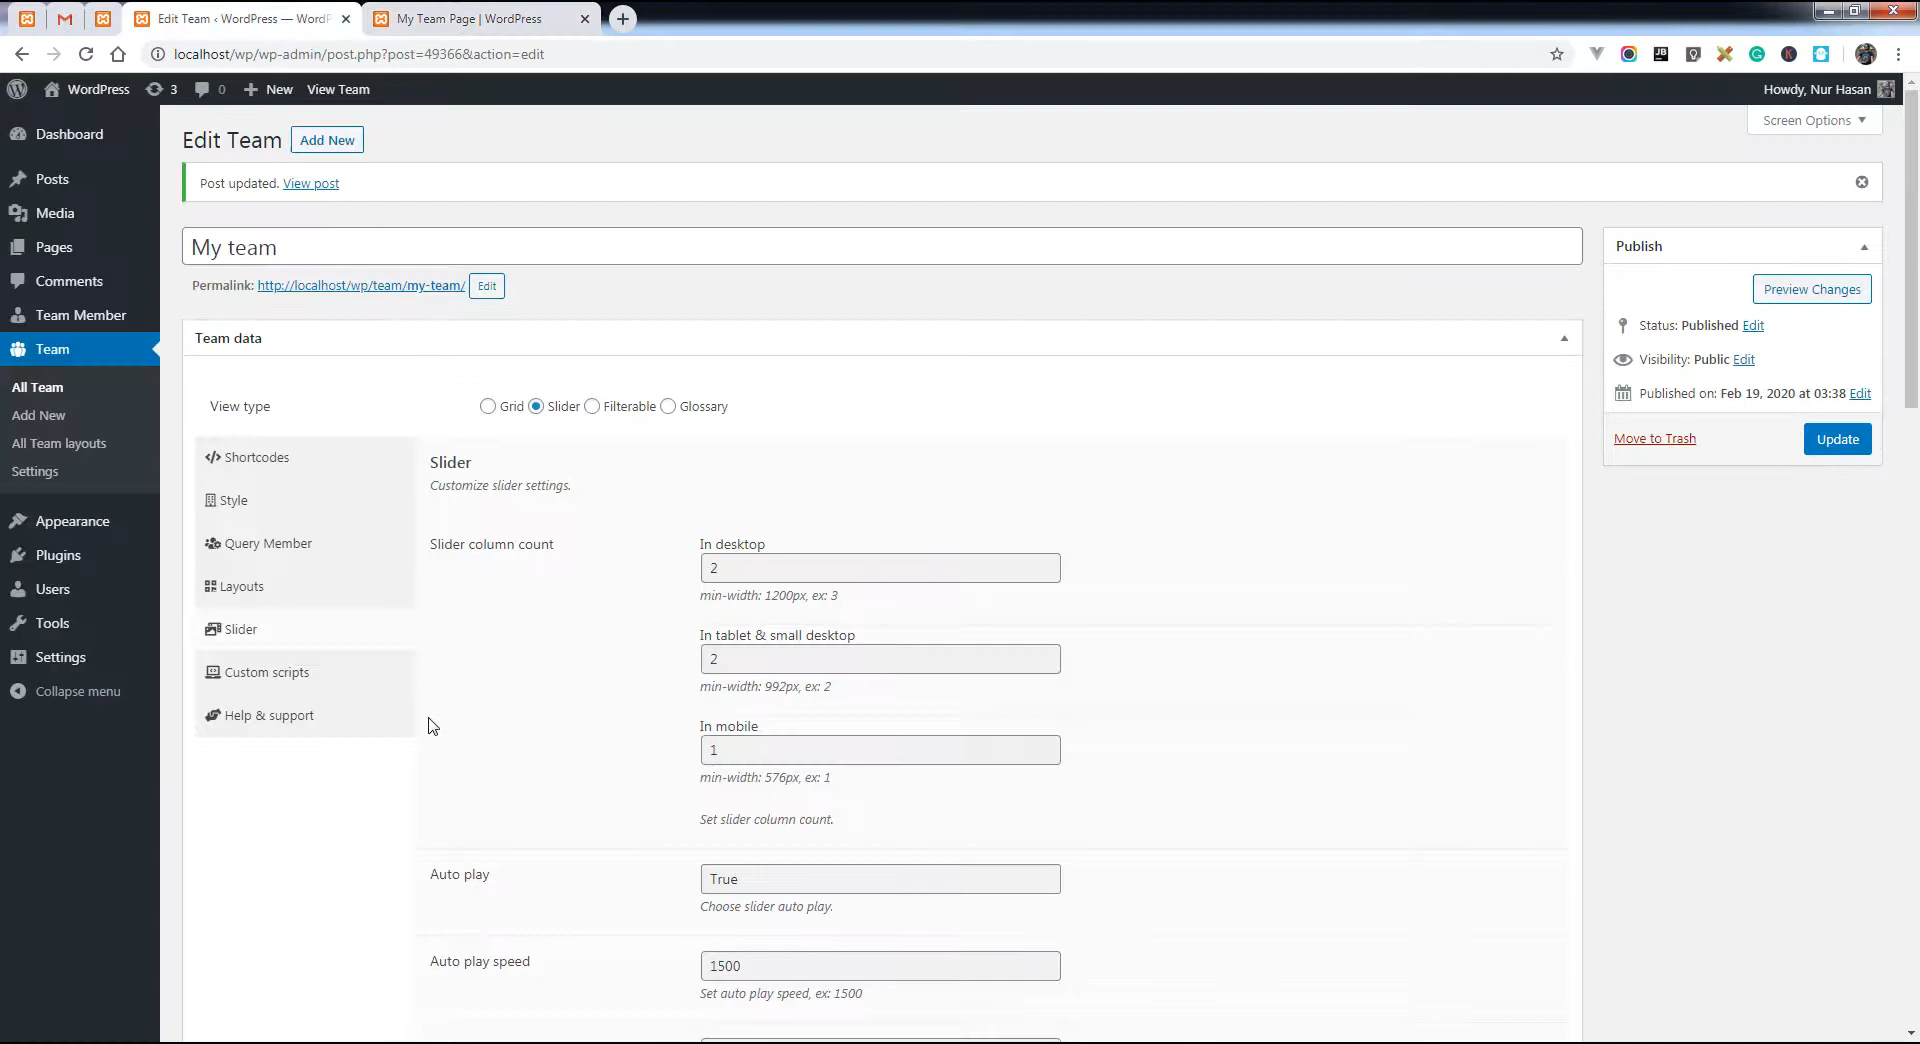 Edit Team ‹ WordPress — WordP
My Team Page | WordPress
localhost/wp/wp-admin/post.php?post=49366&action=edit
WordPress 3 0 New View Team
Howdy, Nur Hasan
Screen Options
Dashboard
Posts
Media
Pages
Comments
Team Member
Team
All Team
Add New
All Team layouts
Settings
Appearance
Plugins
Users
Tools
Settings
Collapse menu
Edit Team Add New
Post updated. View post
My team
Permalink: http://localhost/wp/team/my-team/ Edit
Team data
View type Grid Slider Filterable Glossary
Shortcodes
Style
Query Member
Layouts
Slider
Custom scripts
Help & support
Slider
Customize slider settings.
Slider column count
In desktop
2
min-width: 1200px, ex: 3
In tablet & small desktop
2
min-width: 992px, ex: 2
In mobile
1
min-width: 576px, ex: 1
Set slider column count.
Auto play
True
Choose slider auto play.
Auto play speed
1500
Set auto play speed, ex: 1500
Publish
Preview Changes
Status: Published Edit
Visibility: Public Edit
Published on: Feb 19, 2020 at 03:38 Edit
Move to Trash Update